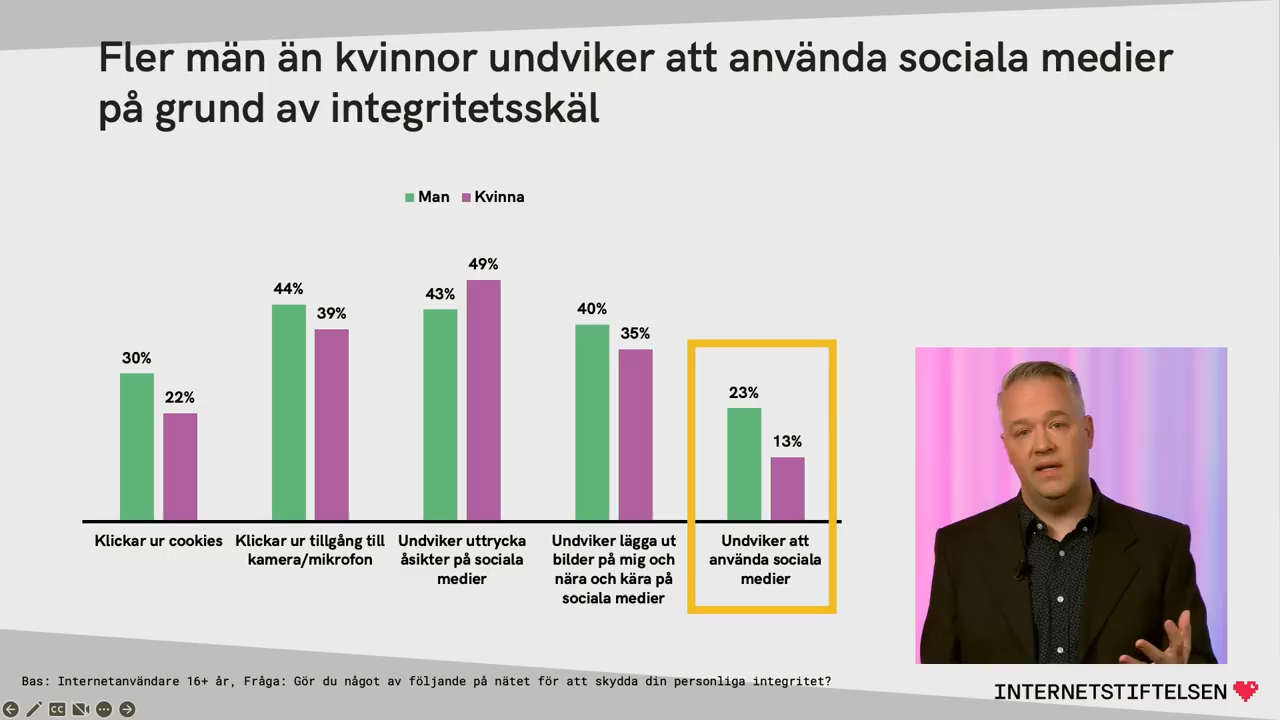 Fler män än kvinnor undviker att använda sociala medier
på grund av integritetsskäl
Man Kvinna
30%
22%
44%
39%
43%
49%
40%
35%
23%
13%
Klickar ur cookies
Klickar ur tillgång till
kamera/mikrofon
Undviker uttrycka
åsikter på sociala
medier
Undviker lägga ut
bilder på mig och
nära och kära på
sociala medier
Undviker att
använda sociala
medier
Bas: Internetanvändare 16+ år, Fråga: Gör du något av följande på nätet för att skydda din personliga integritet?
INTERNETSTIFTELSEN
CC